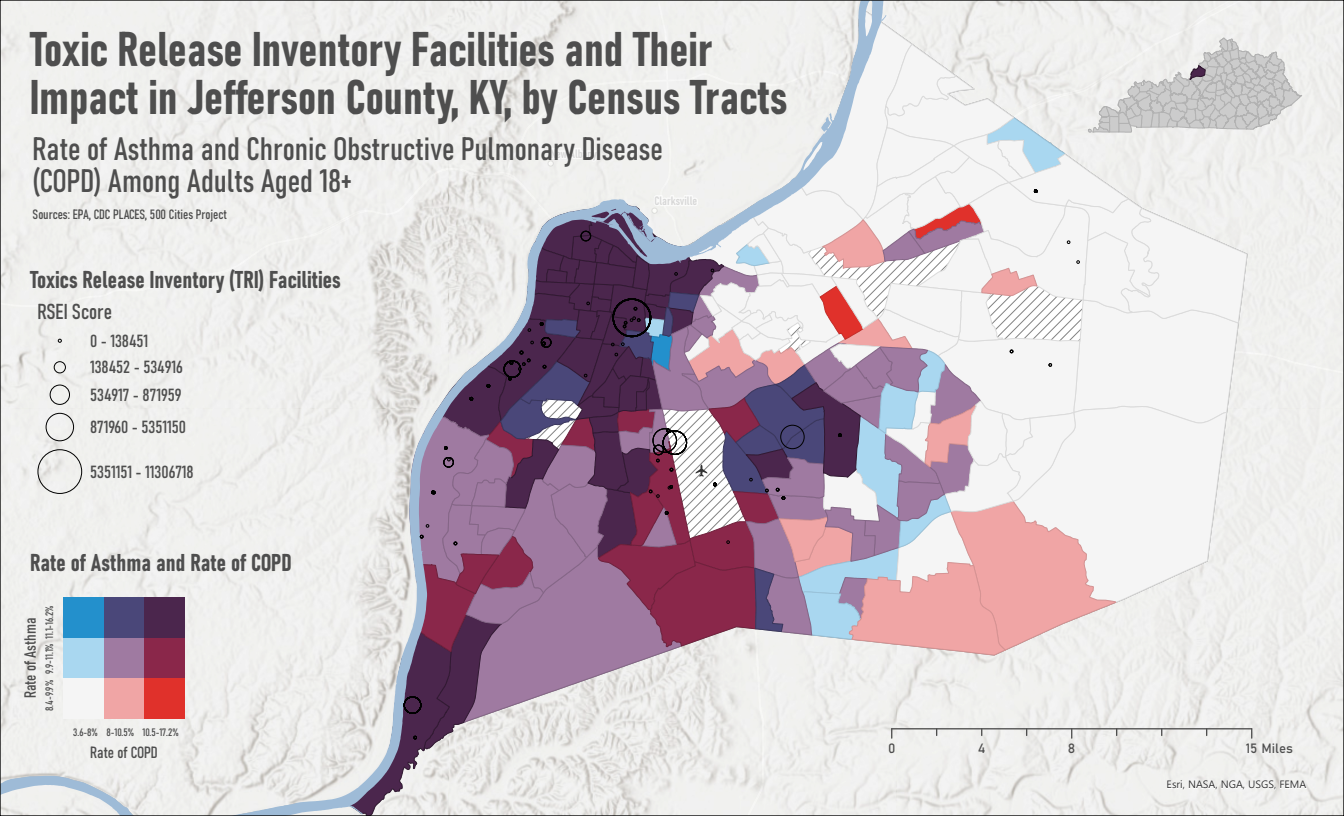 Toxic Release Inventory Facilities and Their
Impact in Jefferson County, KY, by Census Tracts
Rate of Asthma and Chronic Obstructive Pulmonary Disease
(COPD) Among Adults Aged 18+
Sources: EPA, CDC PLACES, 500 Cities Project
Clarksville
Toxics Release Inventory (TRI) Facilities
RSEI Score
0 - 138451
138452 - 534916
534917 - 871959
871960 - 5351150
5351151 - 11306718
Rate of Asthma and Rate of COPD
Rate of Asthma
11.1-16.2%
9.9-11.1%
8.4-9.9%
3.6-8% 8-10.5% 10.5-17.2%
Rate of COPD
0 4 8 15 Miles
Esri, NASA, NGA, USGS, FEMA